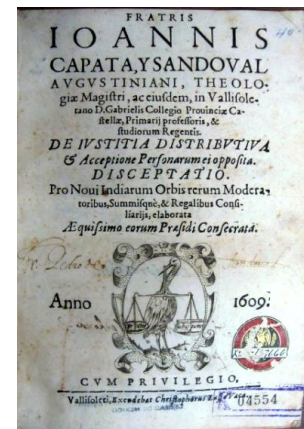 FRATRIS
IOANNIS
CAPATA, Y SANDOVAL
AVGVSTINIANI, THEOLO-
giæ Magiſtri, ac eiuſdem, in Valliſole-
tano D. Gabrielis Collegio Prouinciæ Ca-
ſtellæ, Primarij profeſſoris, &
ſtudiorum Regentis.
DE IVSTITIA DISTRIBVTIVA
& Acceptione Perſonarum ei oppoſita.
DISCEPTATIO.
Pro Noui Indiarum Orbis rerum Modera-
toribus, Summiſquè, & Regalibus Conſi-
liarijs, elaborata
Æquiſsimo eorum Præſidi Conſecrata.
Anno 1609.
CVM PRIVILEGIO,
Valliſoleti, Excudebat Chriſtophorus
04554